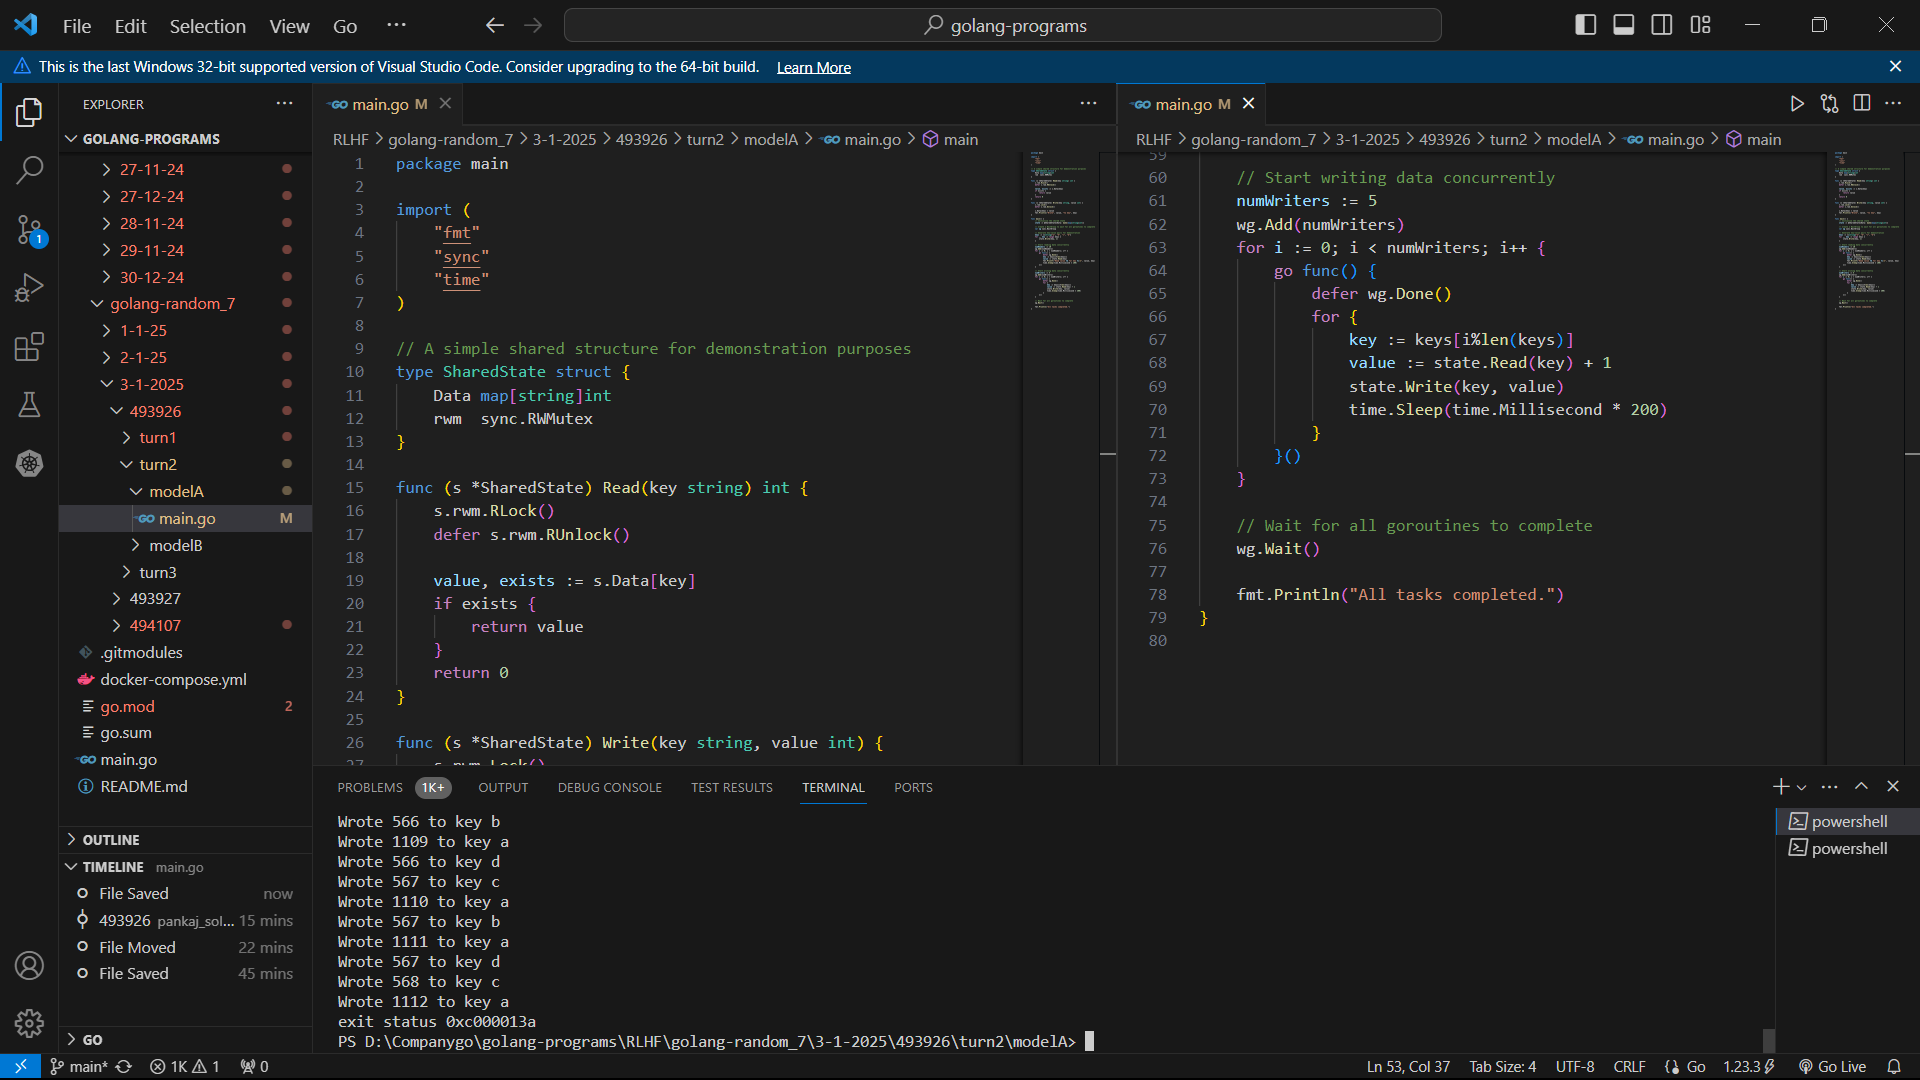 File Edit Selection View Go ···
golang-programs
This is the last Windows 32-bit supported version of Visual Studio Code. Consider upgrading to the 64-bit build. Learn More
EXPLORER
GOLANG-PROGRAMS
27-11-24
27-12-24
28-11-24
29-11-24
30-12-24
golang-random_7
1-1-25
2-1-25
3-1-2025
493926
turn1
turn2
modelA
main.go M
modelB
turn3
493927
494107
.gitmodules
docker-compose.yml
go.mod 2
go.sum
main.go
README.md
OUTLINE
TIMELINE main.go
File Saved now
493926 pankaj_sol... 15 mins
File Moved 22 mins
File Saved 45 mins
GO
1
main.go M
RLHF > golang-random_7 > 3-1-2025 > 493926 > turn2 > modelA > main.go > main
1 package main
2
3 import (
4 "fmt"
5 "sync"
6 "time"
7 )
8
9 // A simple shared structure for demonstration purposes
10 type SharedState struct {
11 Data map[string]int
12 rwm sync.RWMutex
13 }
14
15 func (s *SharedState) Read(key string) int {
16 s.rwm.RLock()
17 defer s.rwm.RUnlock()
18
19 value, exists := s.Data[key]
20 if exists {
21 return value
22 }
23 return 0
24 }
25
26 func (s *SharedState) Write(key string, value int) {
27 s.rwm.Lock()
main.go M
RLHF > golang-random_7 > 3-1-2025 > 493926 > turn2 > modelA > main.go > main
59
60 // Start writing data concurrently
61 numWriters := 5
62 wg.Add(numWriters)
63 for i := 0; i < numWriters; i++ {
64 go func() {
65 defer wg.Done()
66 for {
67 key := keys[i%len(keys)]
68 value := state.Read(key) + 1
69 state.Write(key, value)
70 time.Sleep(time.Millisecond * 200)
71 }
72 }()
73 }
74
75 // Wait for all goroutines to complete
76 wg.Wait()
77
78 fmt.Println("All tasks completed.")
79 }
80
PROBLEMS 1K+ OUTPUT DEBUG CONSOLE TEST RESULTS TERMINAL PORTS
Wrote 566 to key b
Wrote 1109 to key a
Wrote 566 to key d
Wrote 567 to key c
Wrote 1110 to key a
Wrote 567 to key b
Wrote 1111 to key a
Wrote 567 to key d
Wrote 568 to key c
Wrote 1112 to key a
exit status 0xc000013a
PS D:\Companygo\golang-programs\RLHF\golang-random_7\3-1-2025\493926\turn2\modelA>
powershell
powershell
main* 1K 1 0 Ln 53, Col 37 Tab Size: 4 UTF-8 CRLF Go 1.23.3 Go Live